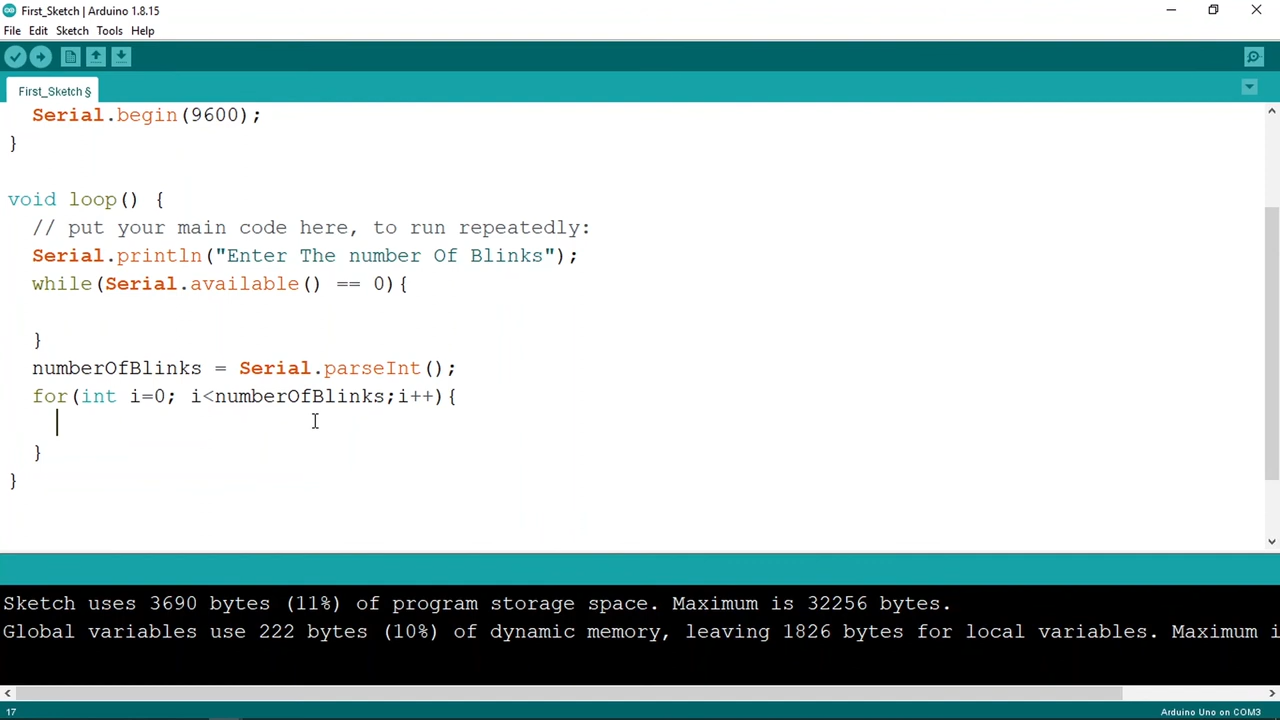 First_Sketch | Arduino 1.8.15
File Edit Sketch Tools Help
First_Sketch §
Serial.begin(9600);
}
void loop() {
// put your main code here, to run repeatedly:
Serial.println("Enter The number Of Blinks");
while(Serial.available() == 0){
}
numberOfBlinks = Serial.parseInt();
for(int i=0; i<numberOfBlinks;i++){
}
}
Sketch uses 3690 bytes (11%) of program storage space. Maximum is 32256 bytes.
Global variables use 222 bytes (10%) of dynamic memory, leaving 1826 bytes for local variables. Maximum i
17 Arduino Uno on COM3